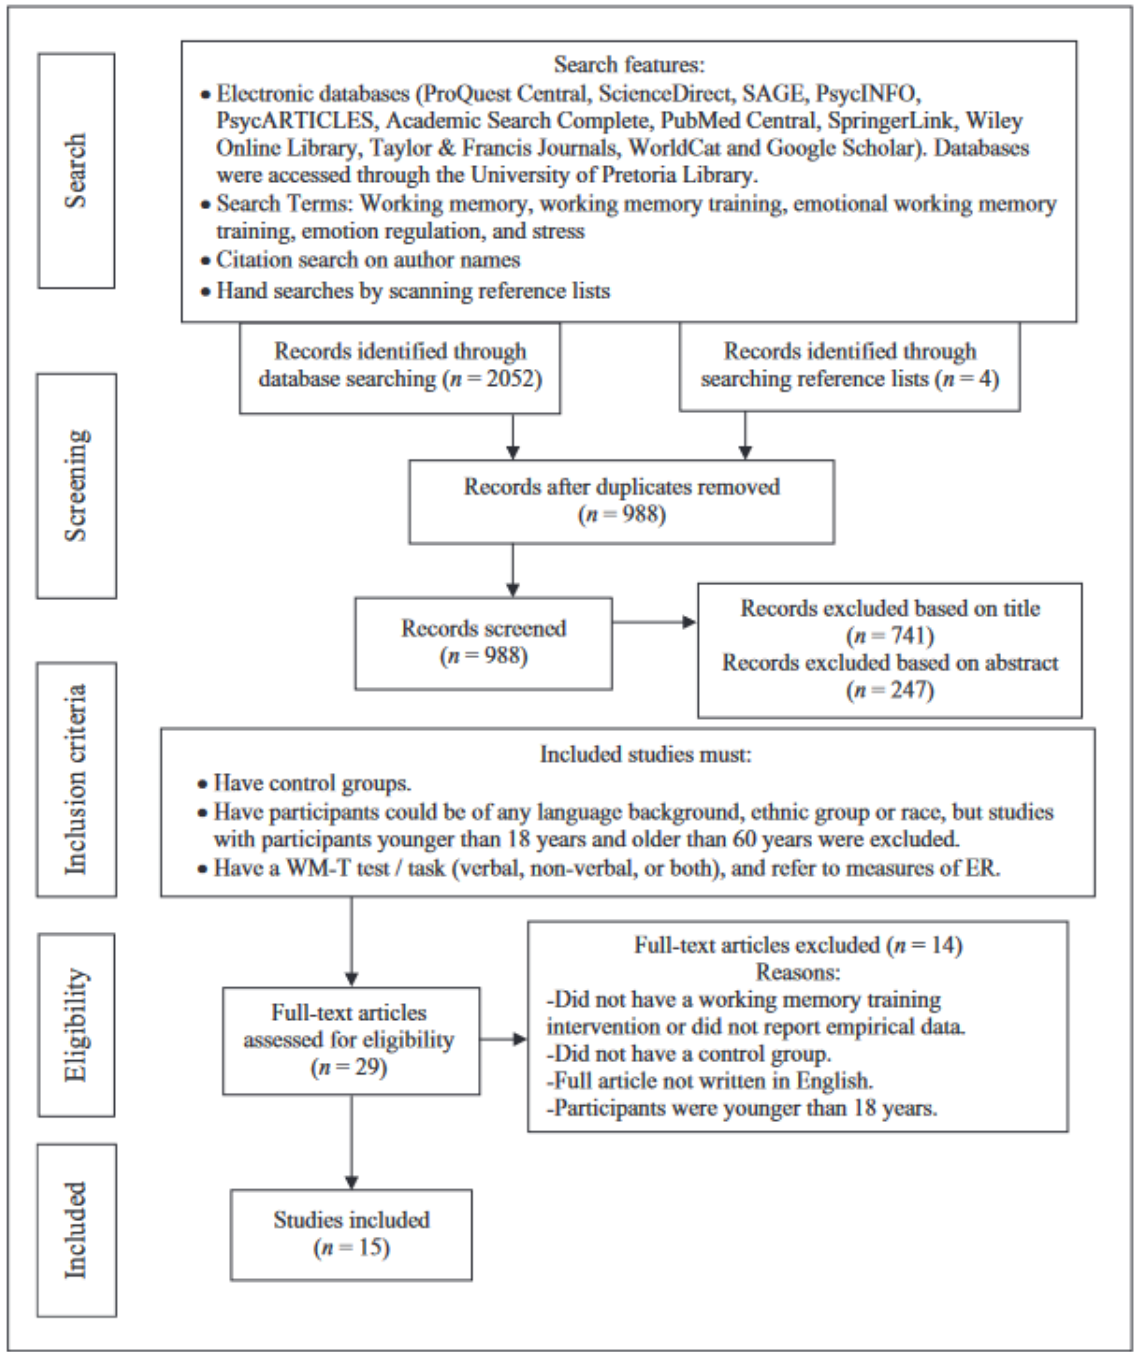 Search
Search features:
• Electronic databases (ProQuest Central, ScienceDirect, SAGE, PsycINFO,
PsycARTICLES, Academic Search Complete, PubMed Central, SpringerLink, Wiley
Online Library, Taylor & Francis Journals, WorldCat and Google Scholar). Databases
were accessed through the University of Pretoria Library.
• Search Terms: Working memory, working memory training, emotional working memory
training, emotion regulation, and stress
• Citation search on author names
• Hand searches by scanning reference lists
Records identified through
database searching (n = 2052)
Records identified through
searching reference lists (n = 4)
Screening
Records after duplicates removed
(n = 988)
Records screened
(n = 988)
Records excluded based on title
(n = 741)
Records excluded based on abstract
(n = 247)
Inclusion criteria
Included studies must:
• Have control groups.
• Have participants could be of any language background, ethnic group or race, but studies
with participants younger than 18 years and older than 60 years were excluded.
• Have a WM-T test / task (verbal, non-verbal, or both), and refer to measures of ER.
Eligibility
Full-text articles
assessed for eligibility
(n = 29)
Full-text articles excluded (n = 14)
Reasons:
-Did not have a working memory training
intervention or did not report empirical data.
-Did not have a control group.
-Full article not written in English.
-Participants were younger than 18 years.
Included
Studies included
(n = 15)